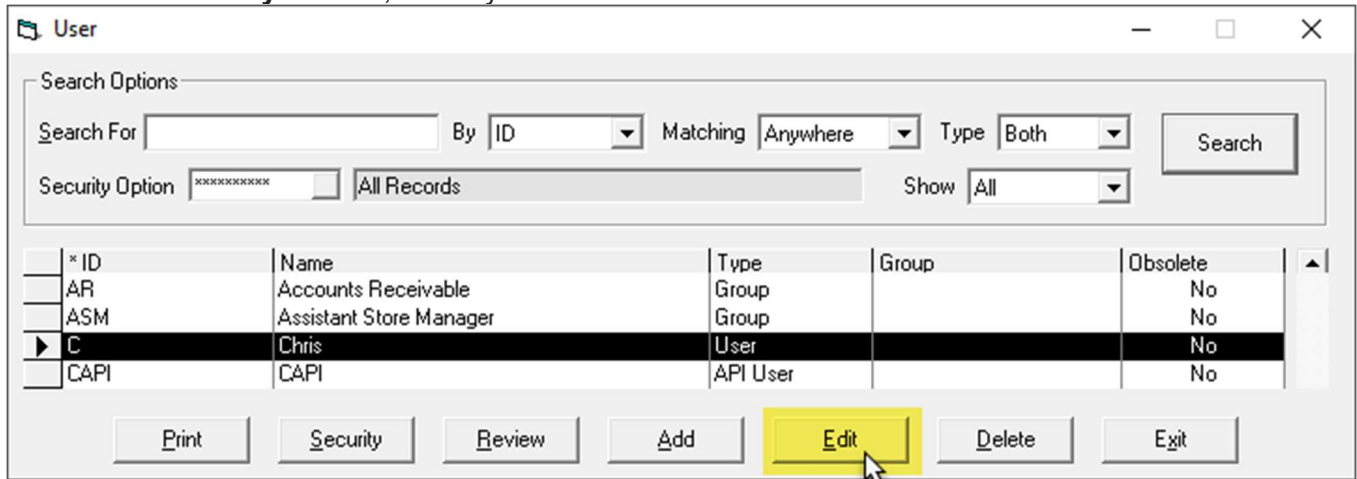 User
Search Options
Search For By ID Matching Anywhere Type Both Search
Security Option ********** All Records Show All
* ID Name Type Group Obsolete
AR Accounts Receivable Group No
ASM Assistant Store Manager Group No
C Chris User No
CAPI CAPI API User No
Print Security Review Add Edit Delete Exit